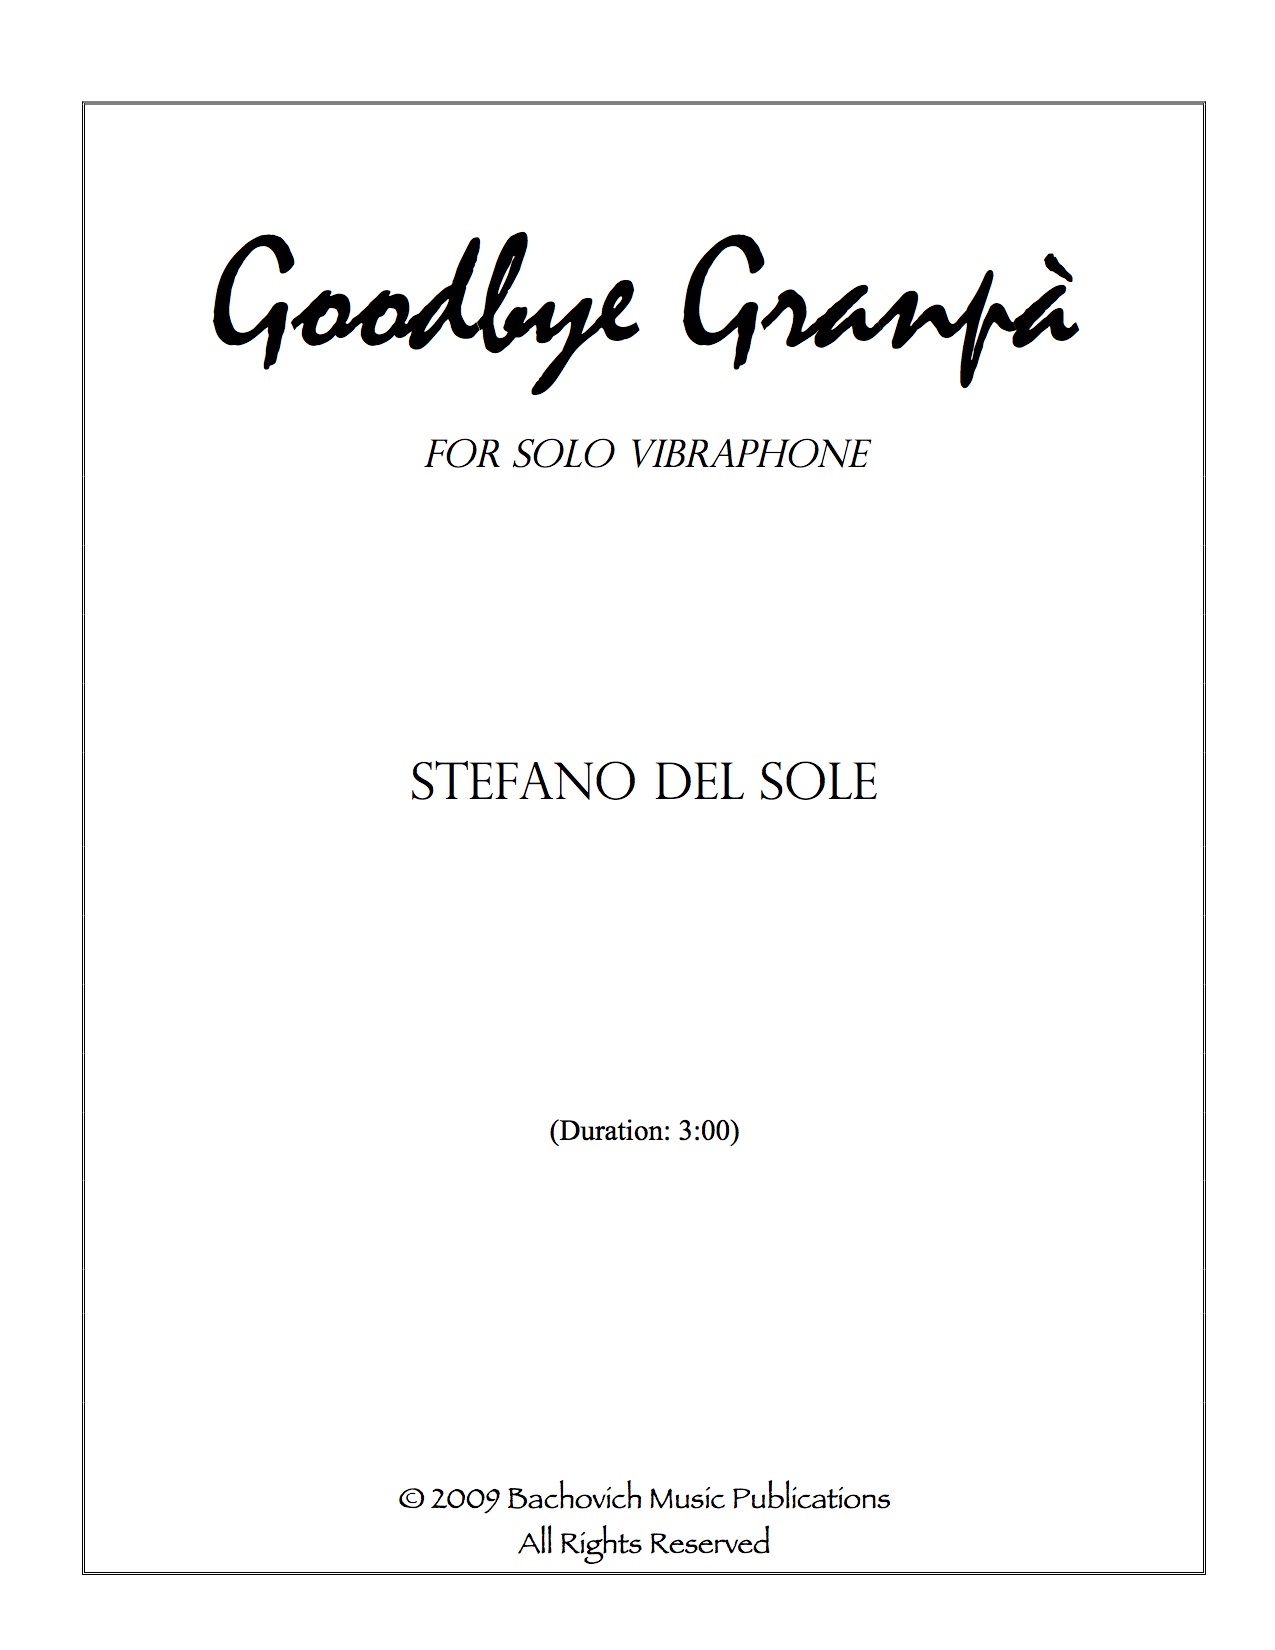 Goodbye Granpà
FOR SOLO VIBRAPHONE
STEFANO DEL SOLE
(Duration: 3:00)
© 2009 Bachovich Music Publications
All Rights Reserved